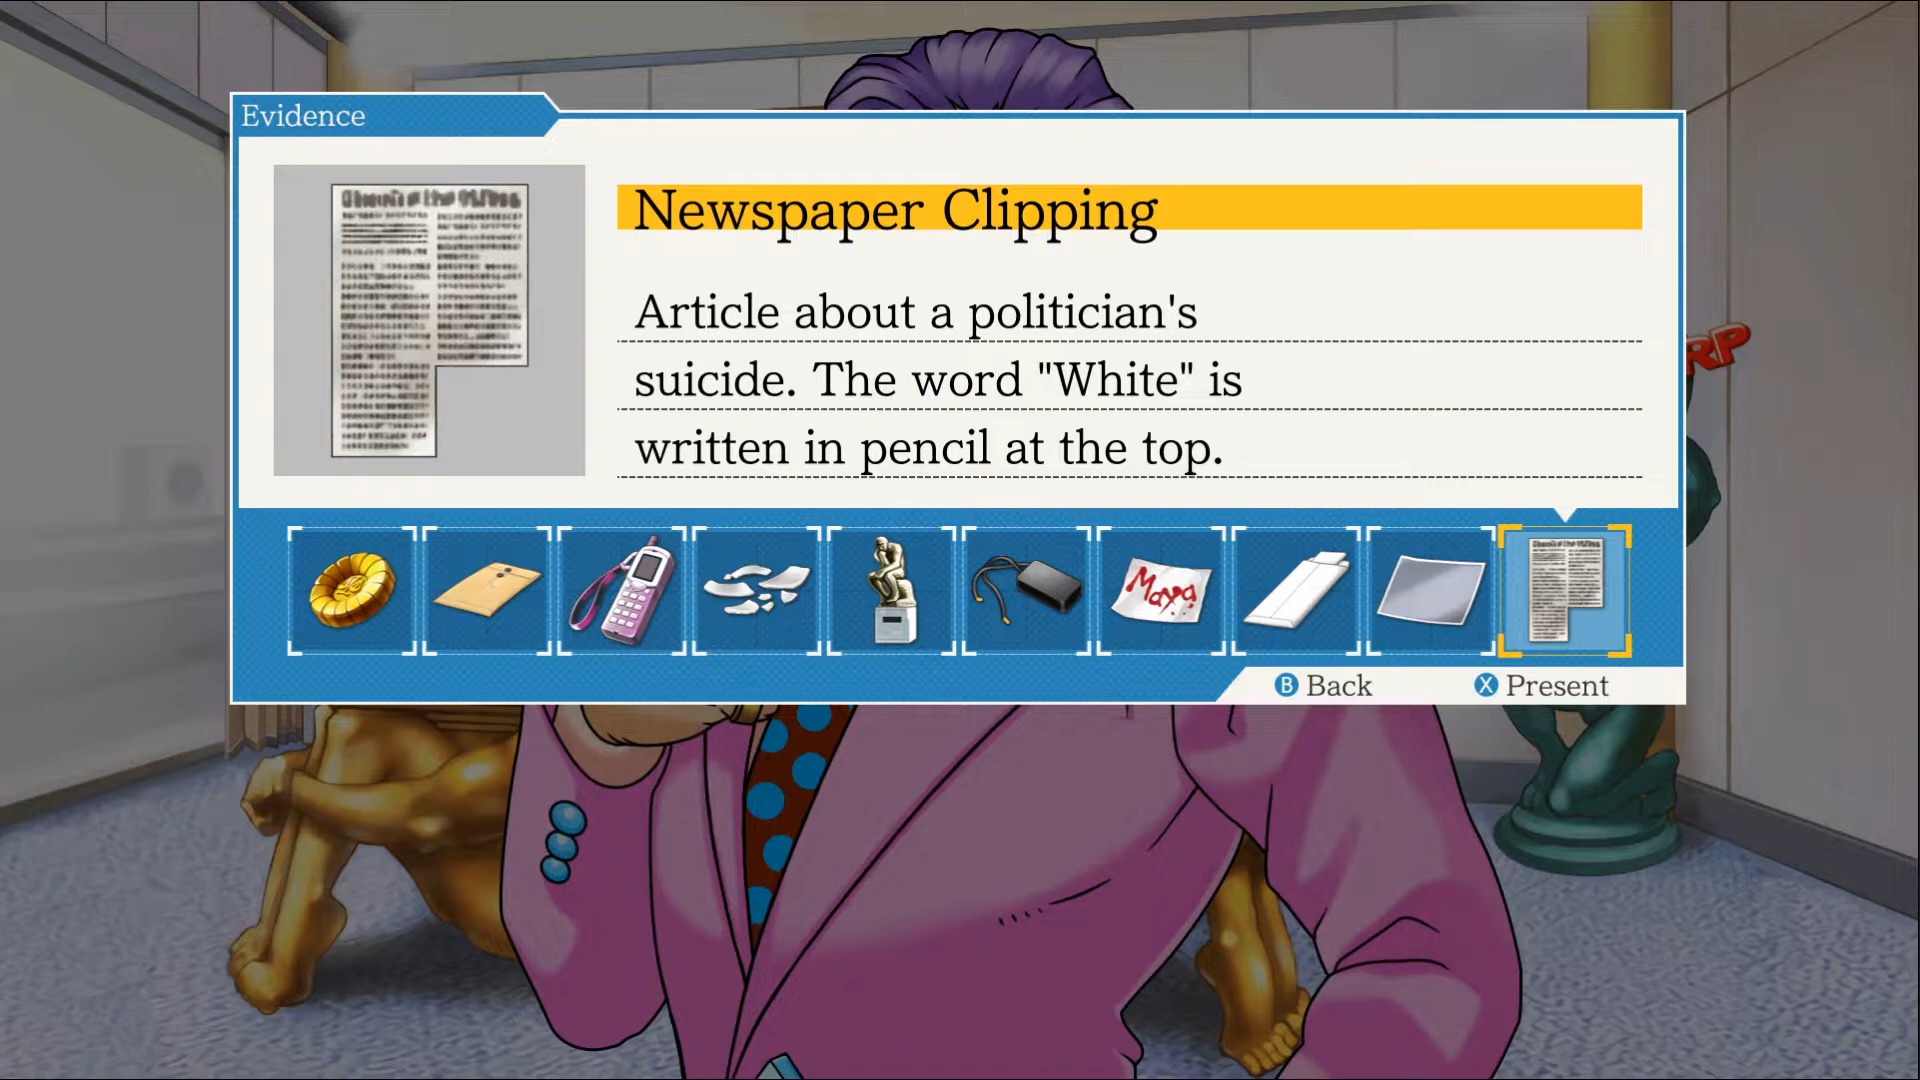 Evidence
Newspaper Clipping
Article about a politician's
suicide. The word "White" is
written in pencil at the top.
Maya
B Back
X Present